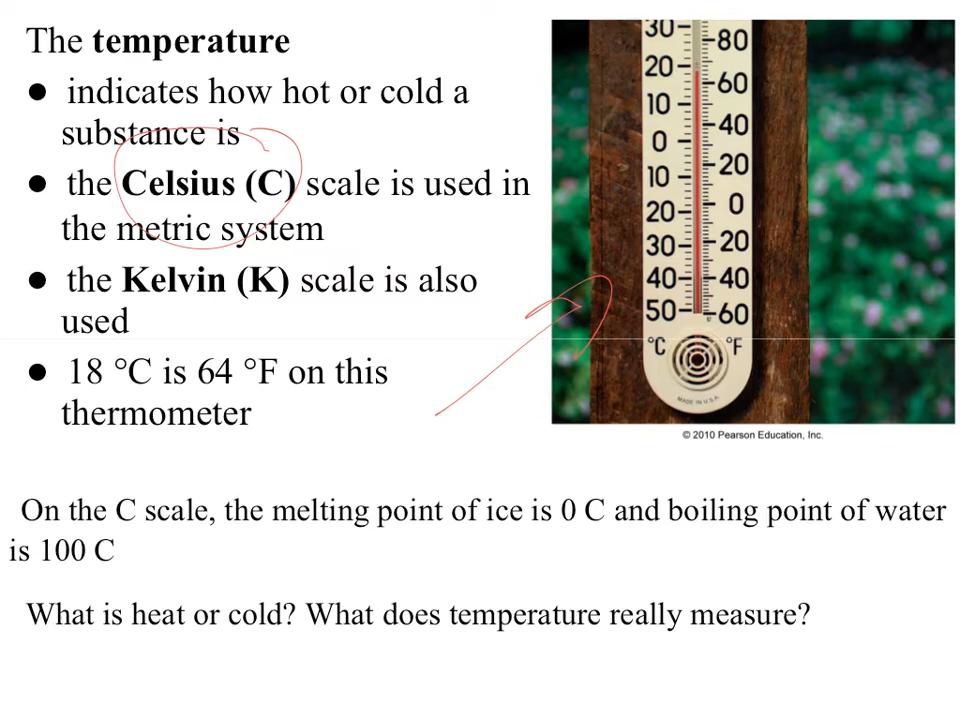 The temperature
● indicates how hot or cold a
substance is
● the Celsius (C) scale is used in
the metric system
● the Kelvin (K) scale is also
used
● 18 °C is 64 °F on this
thermometer
30 80
20 60
10 40
0 20
10 0
20 20
30 40
40 60
50
°C °F
MADE IN U.S.A.
© 2010 Pearson Education, Inc.
On the C scale, the melting point of ice is 0 C and boiling point of water
is 100 C
What is heat or cold? What does temperature really measure?